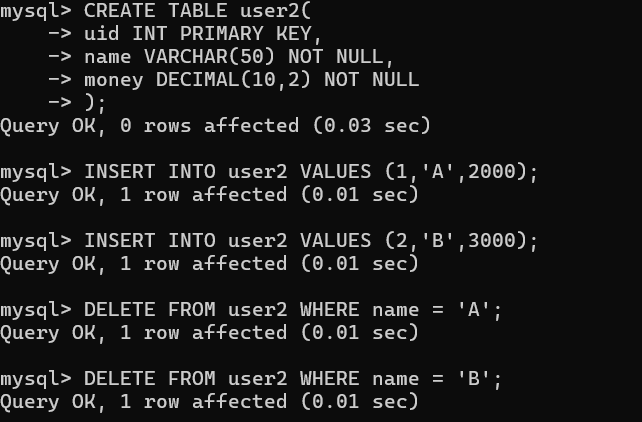 mysql> CREATE TABLE user2(
    -> uid INT PRIMARY KEY,
    -> name VARCHAR(50) NOT NULL,
    -> money DECIMAL(10,2) NOT NULL
    -> );
Query OK, 0 rows affected (0.03 sec)

mysql> INSERT INTO user2 VALUES (1,'A',2000);
Query OK, 1 row affected (0.01 sec)

mysql> INSERT INTO user2 VALUES (2,'B',3000);
Query OK, 1 row affected (0.01 sec)

mysql> DELETE FROM user2 WHERE name = 'A';
Query OK, 1 row affected (0.01 sec)

mysql> DELETE FROM user2 WHERE name = 'B';
Query OK, 1 row affected (0.01 sec)